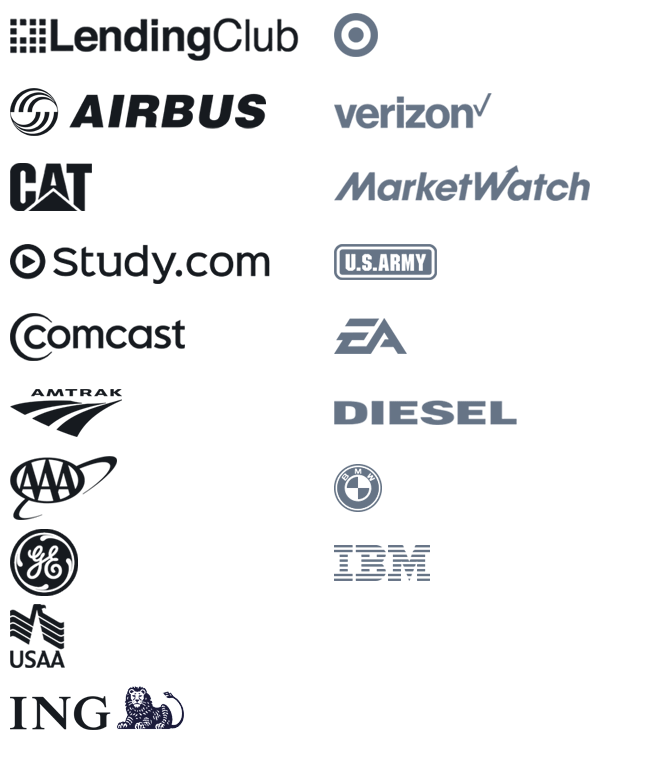 LendingClub
AIRBUS
verizon
CAT
MarketWatch
Study.com
U.S.ARMY
comcast
EA
AMTRAK
DIESEL
AAA
BMW
GE
IBM
USAA
ING